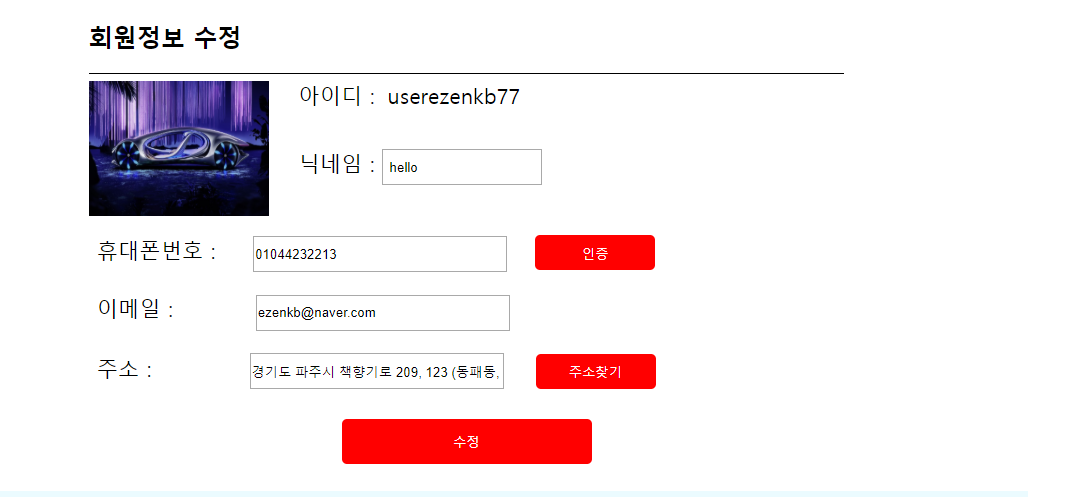 회원정보 수정
아이디 : userezenkb77
닉네임 : hello
휴대폰번호 : 01044232213 인증
이메일 : ezenkb@naver.com
주소 : 경기도 파주시 책향기로 209, 123 (동패동, 주소찾기
수정